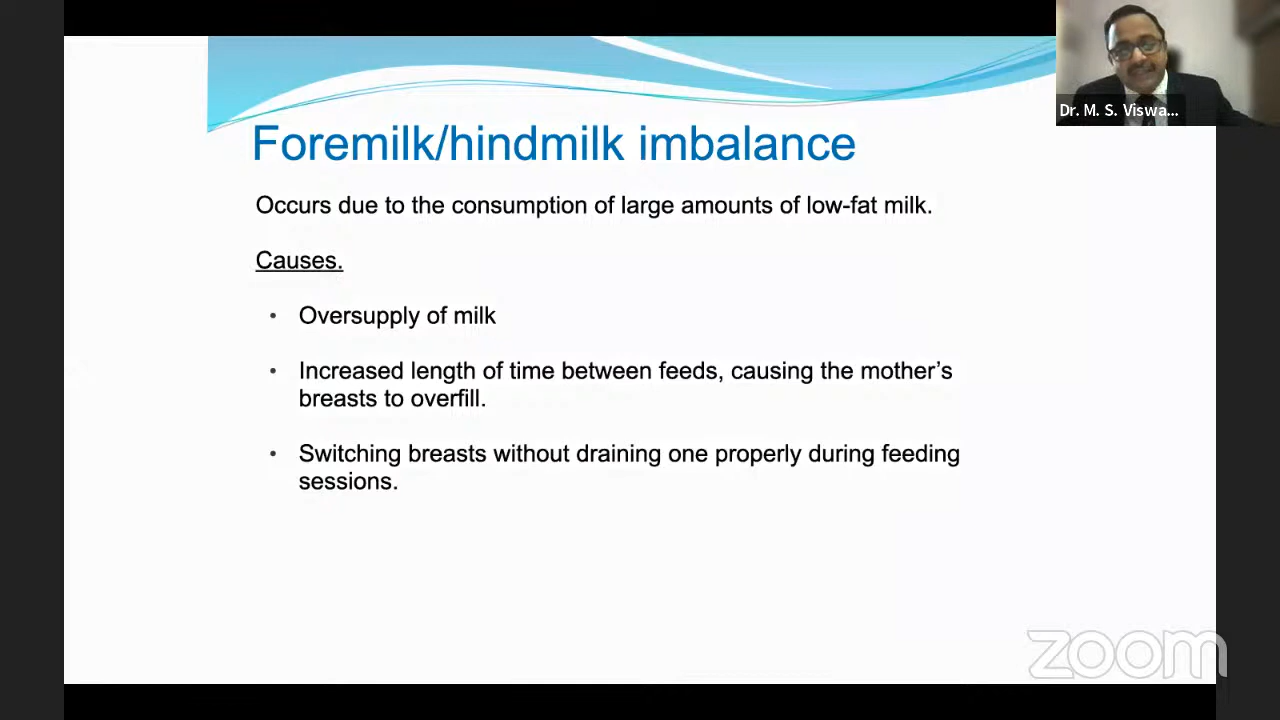 Dr. M. S. Viswa...
Foremilk/hindmilk imbalance
Occurs due to the consumption of large amounts of low-fat milk.
Causes.
• Oversupply of milk
• Increased length of time between feeds, causing the mother’s
breasts to overfill.
• Switching breasts without draining one properly during feeding
sessions.
zoom